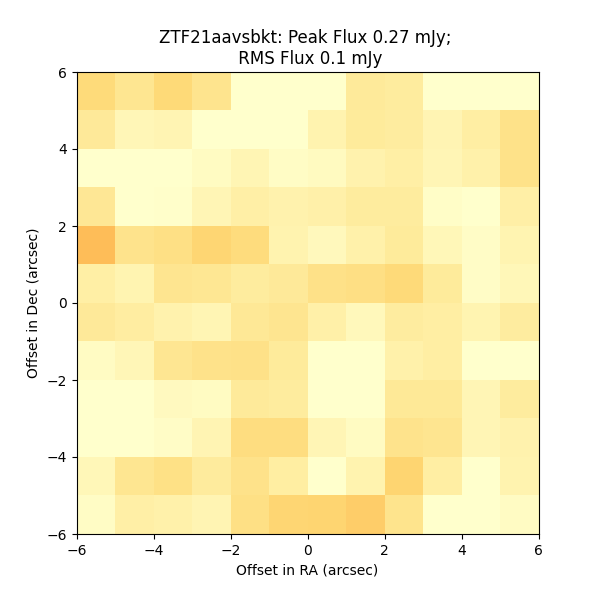 ZTF21aavsbkt: Peak Flux 0.27 mJy;
RMS Flux 0.1 mJy
6
4
2
0
−2
−4
−6
Offset in Dec (arcsec)
−6 −4 −2 0 2 4 6
Offset in RA (arcsec)